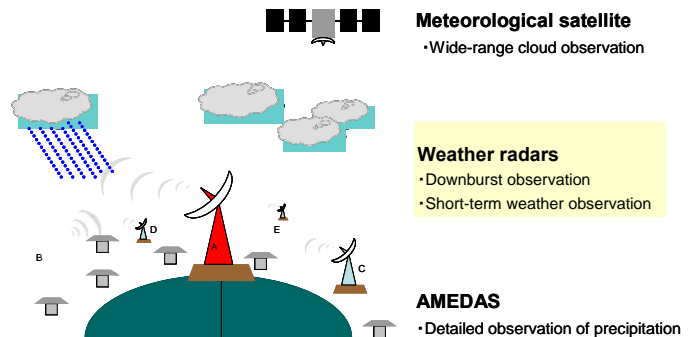 Meteorological satellite
・Wide-range cloud observation
Weather radars
・Downburst observation
・Short-term weather observation
D
E
A
B
C
AMEDAS
・Detailed observation of precipitation